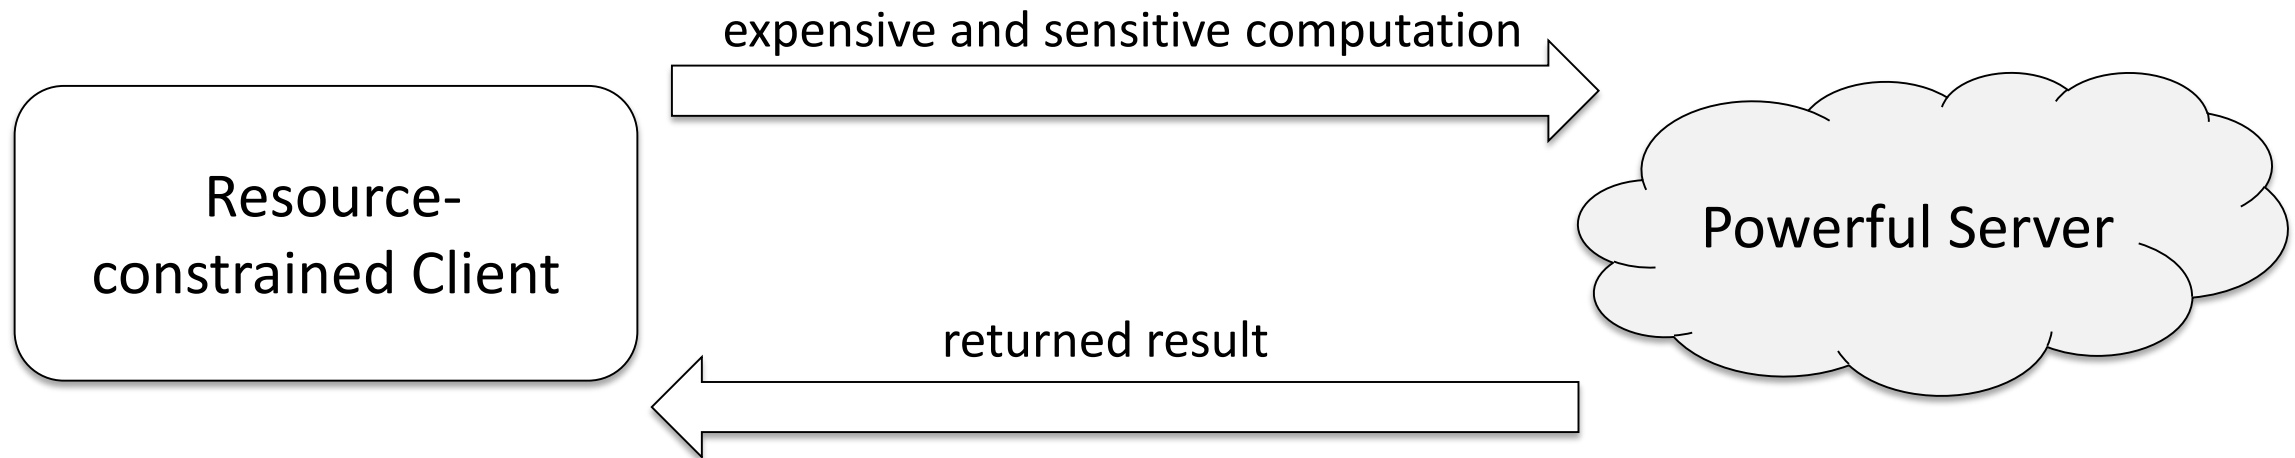 expensive and sensitive computation
Resource-
constrained Client
Powerful Server
returned result